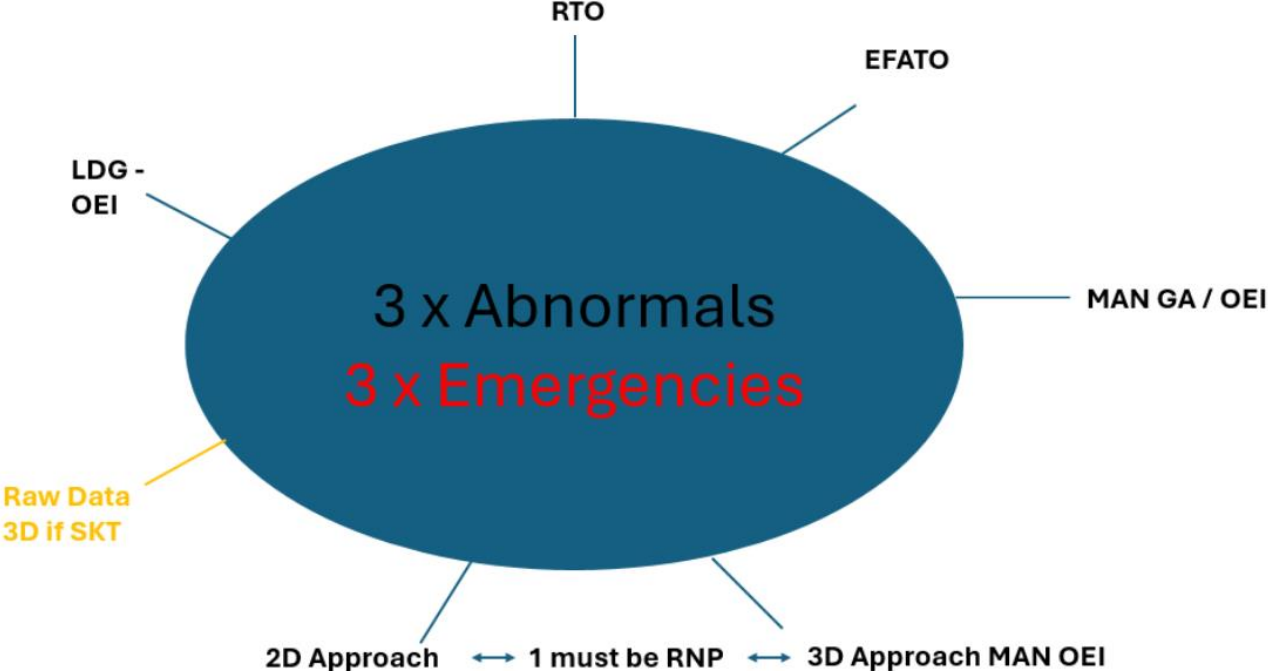 RTO
EFATO
LDG -
OEI
3 x Abnormals
MAN GA / OEI
3 x Emergencies
Raw Data
3D if SKT
2D Approach
1 must be RNP
3D Approach MAN OEI